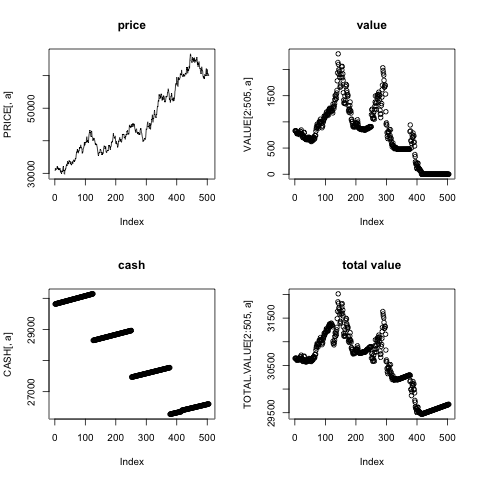 price
PRICE[, a]
30000 50000
0 100 200 300 400 500
Index
value
VALUE[2:505, a]
0 500 1500
0 100 200 300 400 500
Index
cash
CASH[, a]
27000 29000
0 100 200 300 400 500
Index
total value
TOTAL.VALUE[2:505, a]
29500 30500 31500
0 100 200 300 400 500
Index